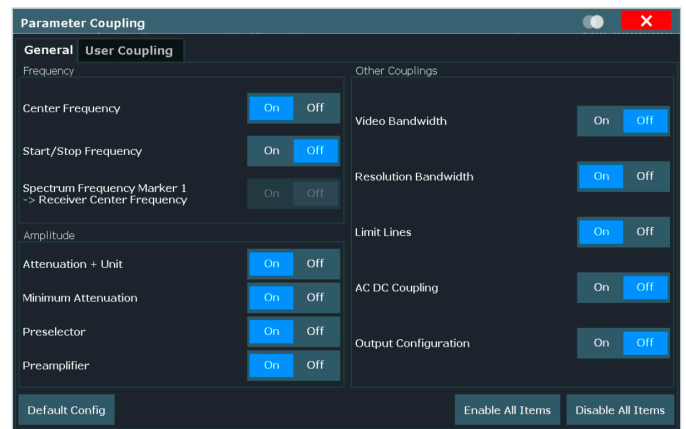 Parameter Coupling
General User Coupling
Frequency
Center Frequency On Off
Start/Stop Frequency On Off
Spectrum Frequency Marker 1
-> Receiver Center Frequency On Off
Amplitude
Attenuation + Unit On Off
Minimum Attenuation On Off
Preselector On Off
Preamplifier On Off
Other Couplings
Video Bandwidth On Off
Resolution Bandwidth On Off
Limit Lines On Off
AC DC Coupling On Off
Output Configuration On Off
Default Config Enable All Items Disable All Items